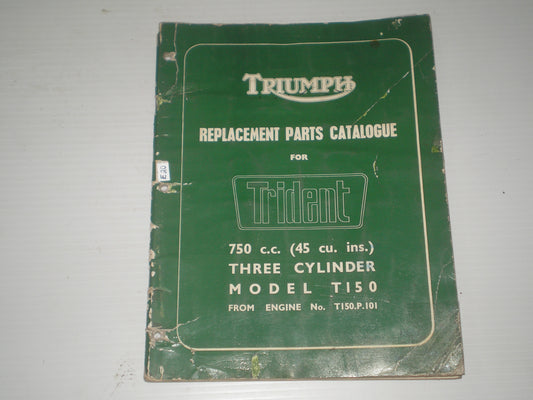 TRIUMPH
REPLACEMENT PARTS CATALOGUE
FOR
Trident
750 c.c. (45 cu. ins.)
THREE CYLINDER
MODEL T150
FROM ENGINE No. T150.P.101
E20